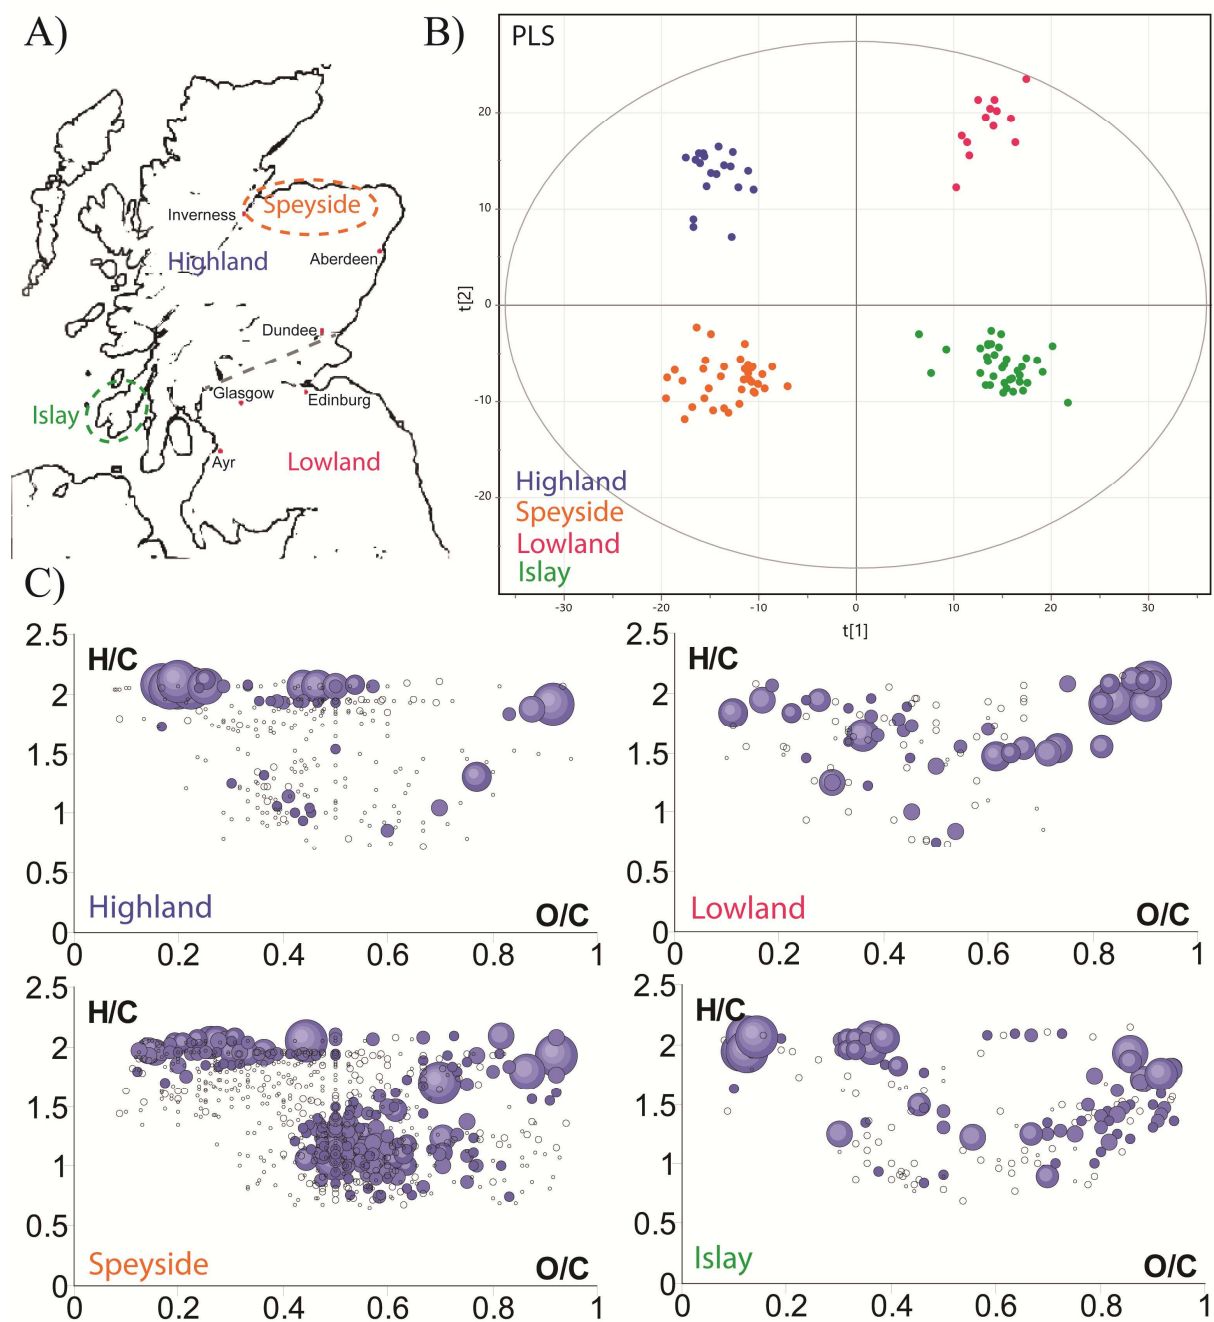 A)
Inverness
Speyside
Highland
Aberdeen
Dundee
Glasgow
Edinburg
Islay
Ayr
Lowland
B)
PLS
20
10
0
-10
-20
t[2]
Highland
Speyside
Lowland
Islay
-30
-20
-10
0
10
20
30
t[1]
C)
2.5
H/C
2
1.5
1
0.5
Highland
O/C
0
0
0.2
0.4
0.6
0.8
1
2.5
H/C
2
1.5
1
0.5
Lowland
O/C
0
0
0.2
0.4
0.6
0.8
1
2.5
H/C
2
1.5
1
0.5
Speyside
O/C
0
0
0.2
0.4
0.6
0.8
1
2.5
H/C
2
1.5
1
0.5
Islay
O/C
0
0
0.2
0.4
0.6
0.8
1